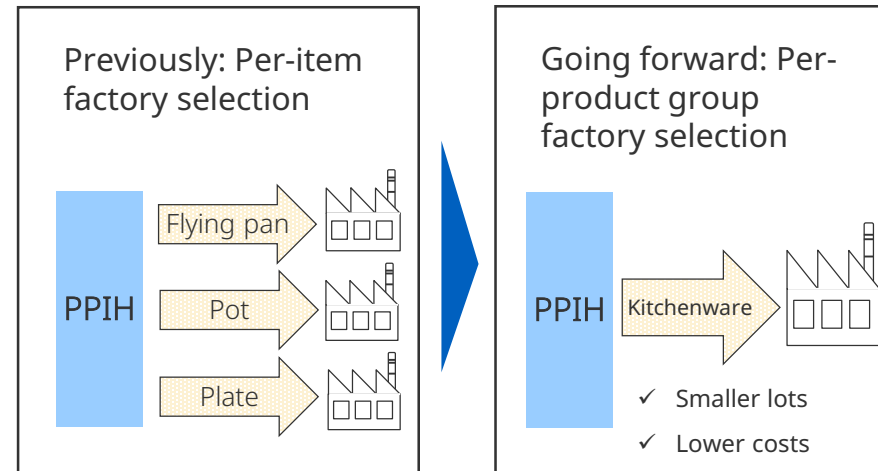 Previously: Per-item
factory selection
PPIH
Flying pan
Pot
Plate
Going forward: Per-
product group
factory selection
PPIH
Kitchenware
✓ Smaller lots
✓ Lower costs